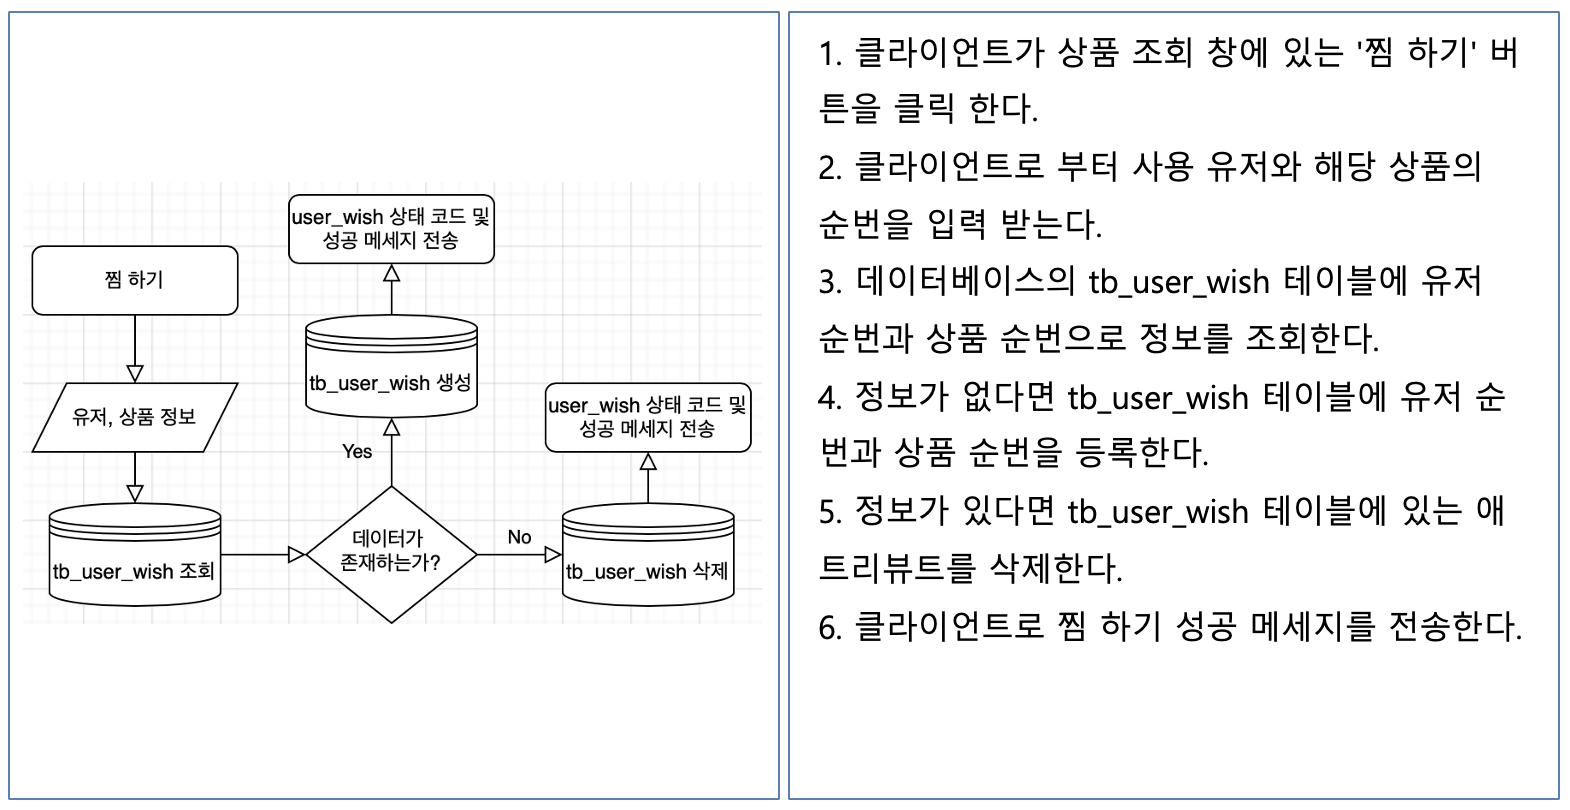 user_wish 상태 코드 및
성공 메세지 전송
찜 하기
tb_user_wish 생성
유저, 상품 정보
user_wish 상태 코드 및
성공 메세지 전송
Yes
데이터가
존재하는가?
No
tb_user_wish 조회
tb_user_wish 삭제
1. 클라이언트가 상품 조회 창에 있는 '찜 하기' 버
튼을 클릭 한다.
2. 클라이언트로 부터 사용 유저와 해당 상품의
순번을 입력 받는다.
3. 데이터베이스의 tb_user_wish 테이블에 유저
순번과 상품 순번으로 정보를 조회한다.
4. 정보가 없다면 tb_user_wish 테이블에 유저 순
번과 상품 순번을 등록한다.
5. 정보가 있다면 tb_user_wish 테이블에 있는 애
트리뷰트를 삭제한다.
6. 클라이언트로 찜 하기 성공 메세지를 전송한다.